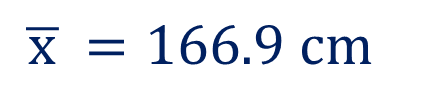 x̅ = 166.9 cm